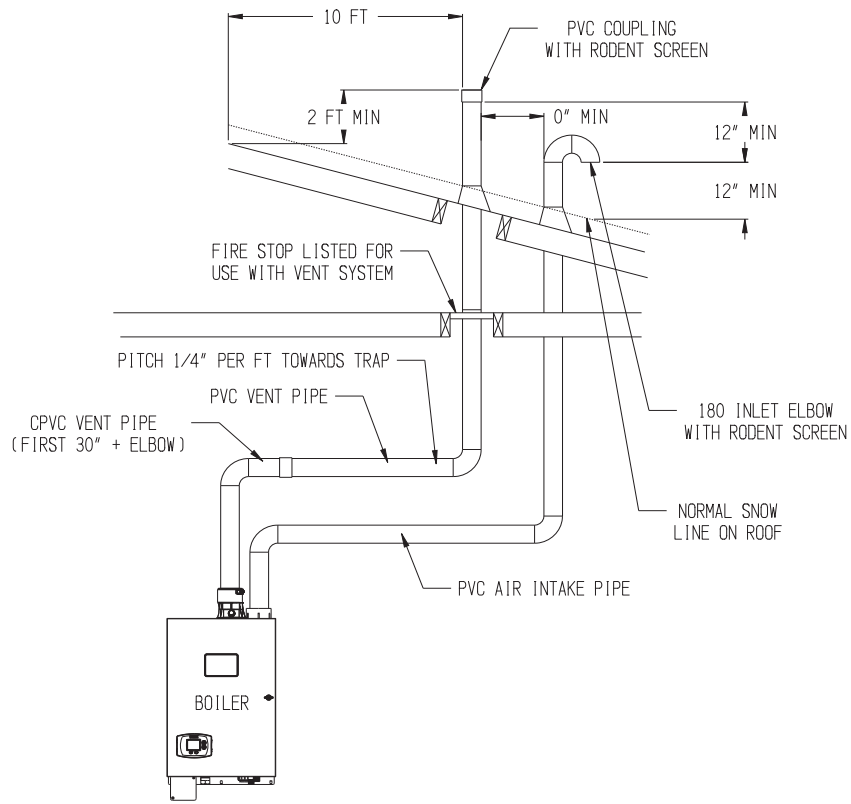 10 FT
PVC COUPLING
WITH RODENT SCREEN
2 FT MIN
0" MIN
12" MIN
12" MIN
FIRE STOP LISTED FOR
USE WITH VENT SYSTEM
PITCH 1/4" PER FT TOWARDS TRAP
PVC VENT PIPE
CPVC VENT PIPE
(FIRST 30" + ELBOW)
180 INLET ELBOW
WITH RODENT SCREEN
NORMAL SNOW
LINE ON ROOF
PVC AIR INTAKE PIPE
BOILER